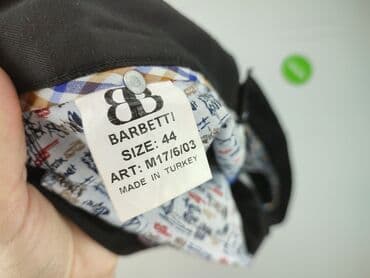 BB
BARBETTI
SIZE: 44
ART: M17/6/03
MADE IN TURKEY